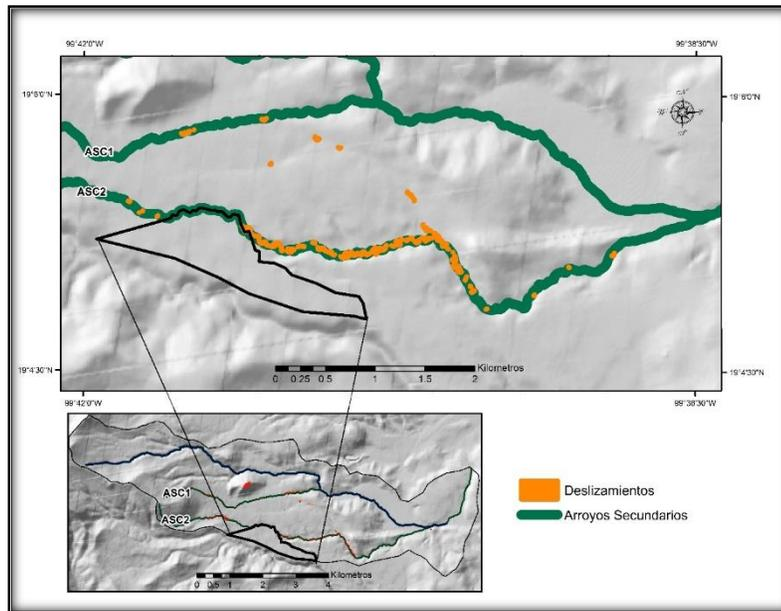 99°42'0"W
99°38'30"W
19°6'0"N
19°6'0"N
ASC1
ASC2
Kilometros
0 0.25 0.5 1 1.5 2
19°4'30"N
19°4'30"N
99°42'0"W
99°38'30"W
ASC1
ASC2
Kilometros
0 0.5 1 2 3 4
Deslizamientos
Arroyos Secundarios